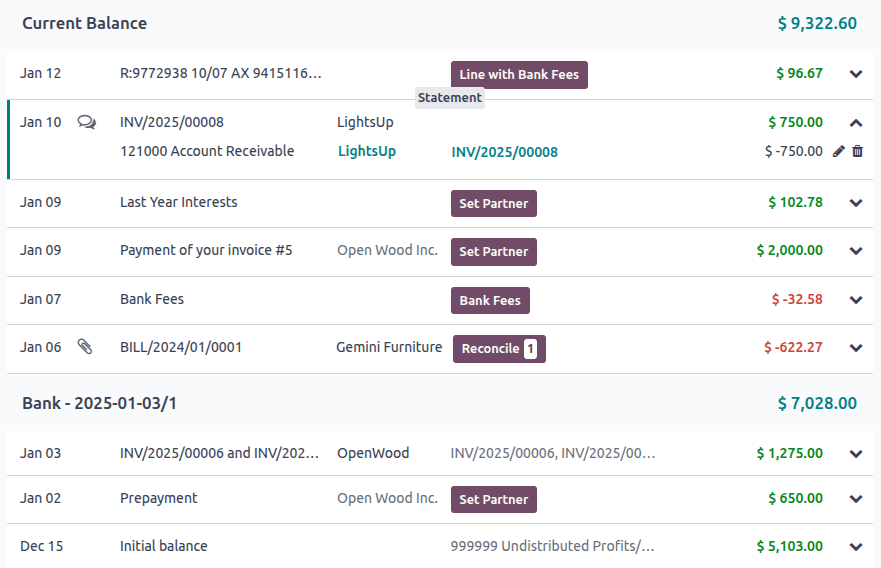 Current Balance $ 9,322.60
Jan 12 R:9772938 10/07 AX 9415116... Line with Bank Fees $ 96.67
Statement
Jan 10 INV/2025/00008 LightsUp $ 750.00
121000 Account Receivable LightsUp INV/2025/00008 $ -750.00
Jan 09 Last Year Interests Set Partner $ 102.78
Jan 09 Payment of your invoice #5 Open Wood Inc. Set Partner $ 2,000.00
Jan 07 Bank Fees Bank Fees $ -32.58
Jan 06 BILL/2024/01/0001 Gemini Furniture Reconcile 1 $ -622.27
Bank - 2025-01-03/1 $ 7,028.00
Jan 03 INV/2025/00006 and INV/202... OpenWood INV/2025/00006, INV/2025/00... $ 1,275.00
Jan 02 Prepayment Open Wood Inc. Set Partner $ 650.00
Dec 15 Initial balance 999999 Undistributed Profits/... $ 5,103.00